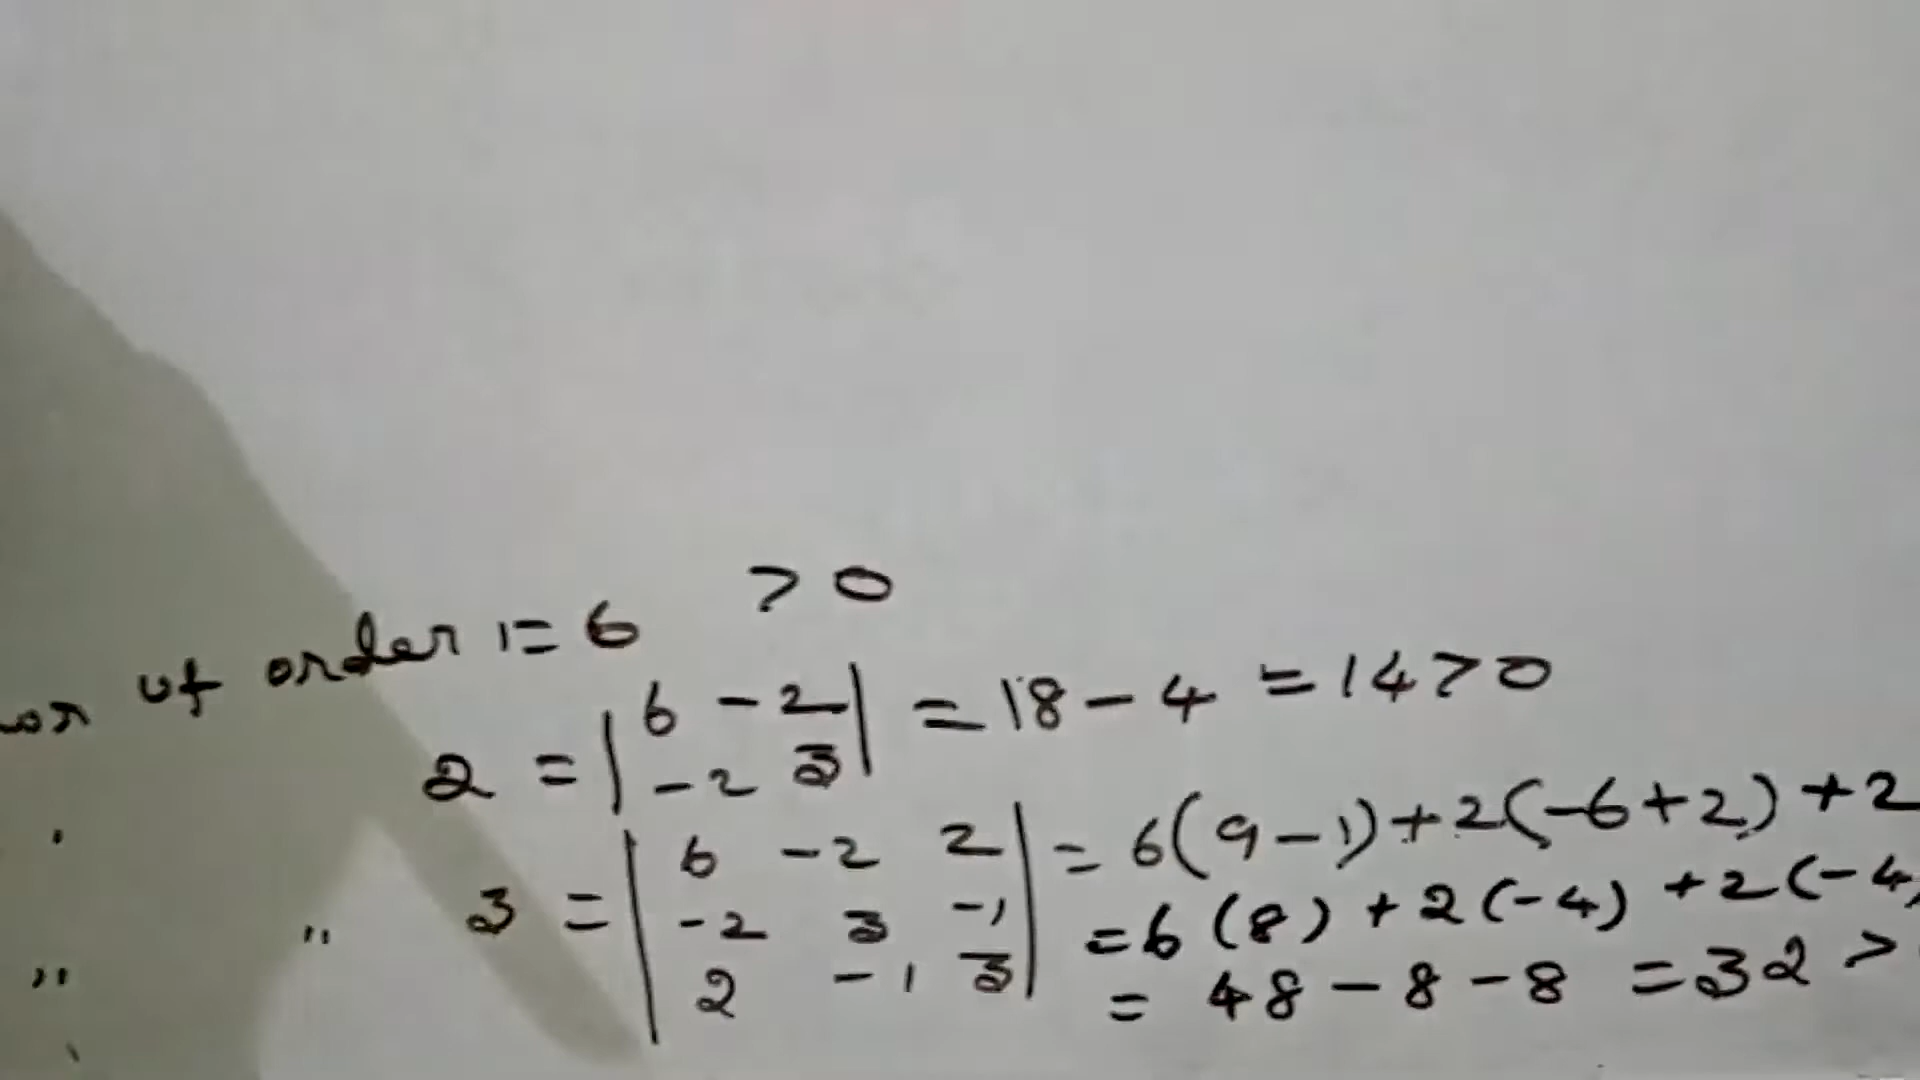 of order 1 = 6 > 0
2 = | 6 -2 | = 18 - 4 = 14 > 0
| -2 3 |
3 = | 6 -2 2 | = 6(9-1)+2(-6+2)+2
" | -2 3 -1 | = 6(8)+2(-4)+2(-4
" | 2 -1 3 | = 48 - 8 - 8 = 32 >